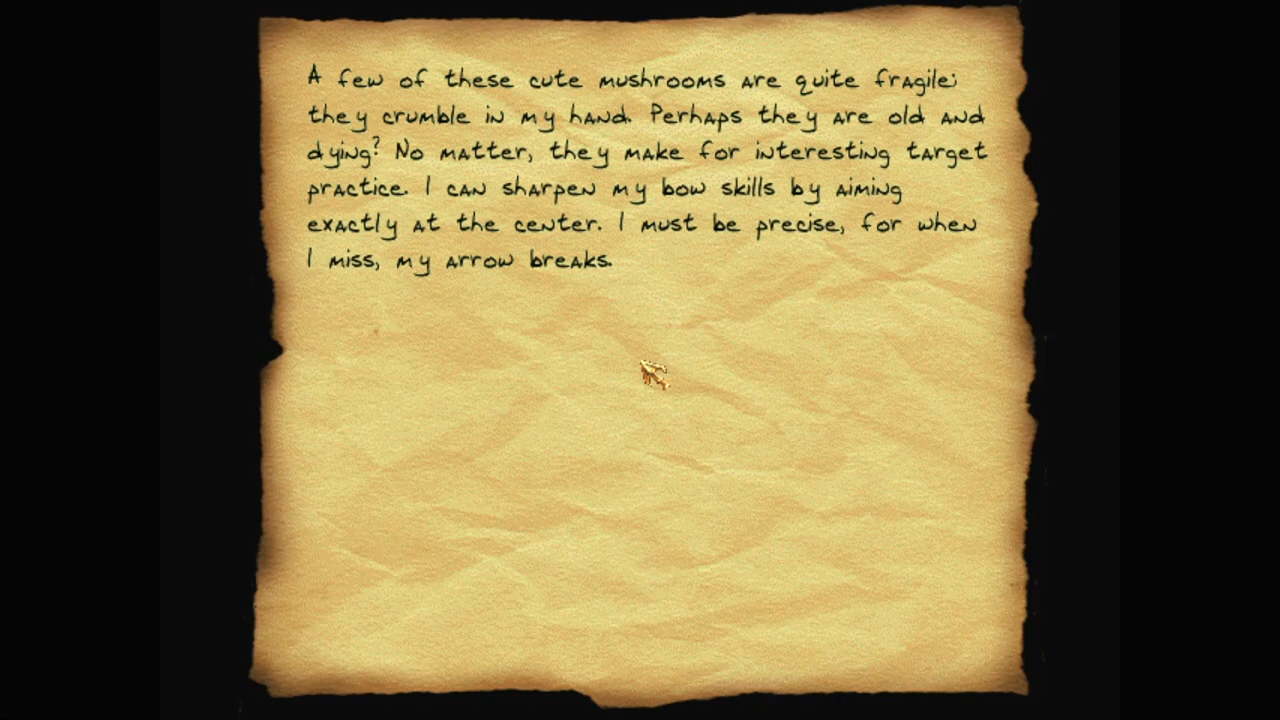 A few of these cute mushrooms are quite fragile;
they crumble in my hand. Perhaps they are old and
dying? No matter, they make for interesting target
practice. I can sharpen my bow skills by aiming
exactly at the center. I must be precise, for when
I miss, my arrow breaks.